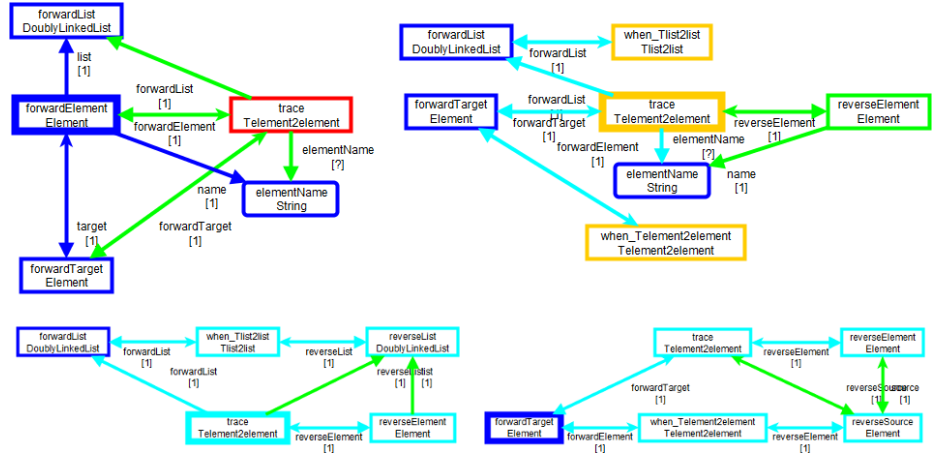 forwardList
DoublyLinkedList
list
[1]
forwardElement
Element
forwardList
[1]
forwardElement
[1]
trace
Telement2element
elementName
[?]
name
[1]
elementName
String
target
[1]
forwardTarget
[1]
forwardTarget
Element
forwardList
DoublyLinkedList
when_Tlist2list
Tlist2list
forwardList
[1]
forwardTarget
Element
forwardList
forwardTarget
[1]
trace
Telement2element
reverseElement
Element
reverseElement
[1]
forwardElement
[1]
elementName
[?]
elementName
String
name
[1]
when_Telement2element
Telement2element
forwardList
DoublyLinkedList
when_Tlist2list
Tlist2list
reverseList
DoublyLinkedList
forwardList
[1]
reverseList
[1]
forwardList
[1]
list
[1]
trace
Telement2element
reverseElement
Element
reverseElement
[1]
trace
Telement2element
reverseElement
Element
reverseElement
[1]
forwardTarget
[1]
reverseSource
[1]
[1]
forwardTarget
Element
when_Telement2element
Telement2element
reverseSource
Element
forwardElement
[1]
reverseElement
[1]